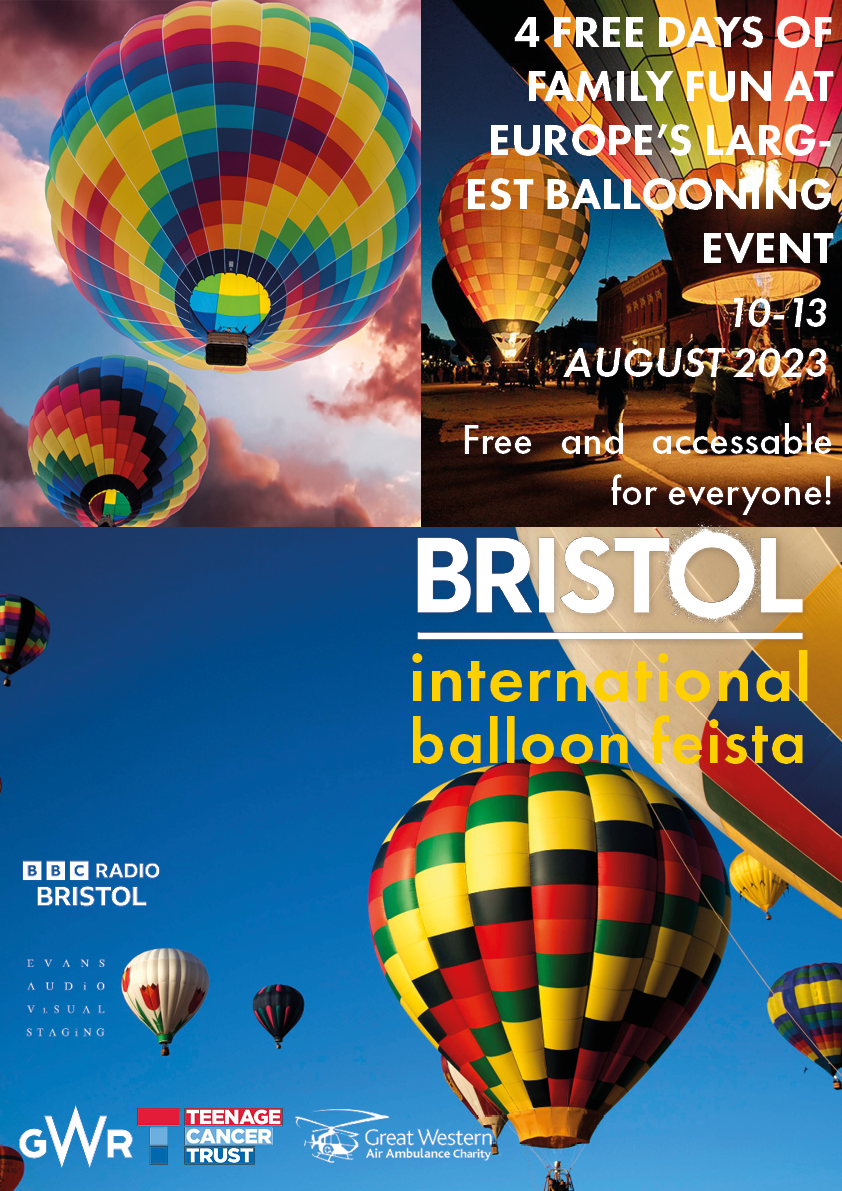 4 FREE DAYS OF
FAMILY FUN AT
EUROPE'S LARG-
EST BALLOONING
EVENT
10-13
AUGUST 2023
Free and accessable
for everyone!
BRISTOL
international
balloon feista
BBC RADIO
BRISTOL
EVANS
AUDiO
ViSUAL
STAGiNG
GWR
TEENAGE
CANCER
TRUST
Great Western
Air Ambulance Charity